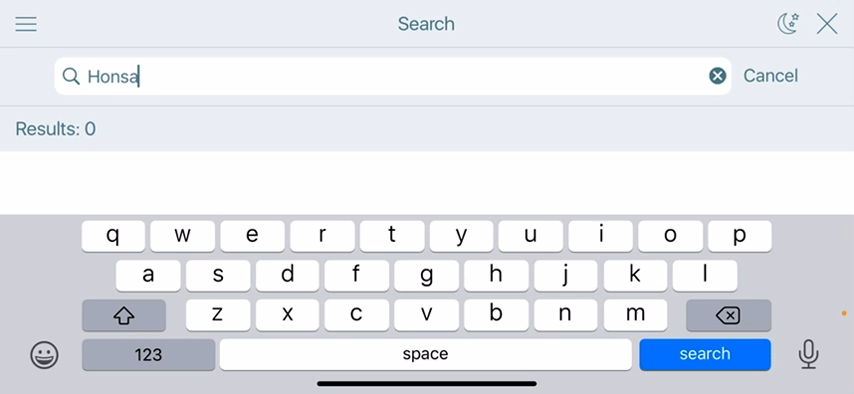 Search
Honsa
Cancel
Results: 0
q w e r t y u i o p
a s d f g h j k l
z x c v b n m
123 space search